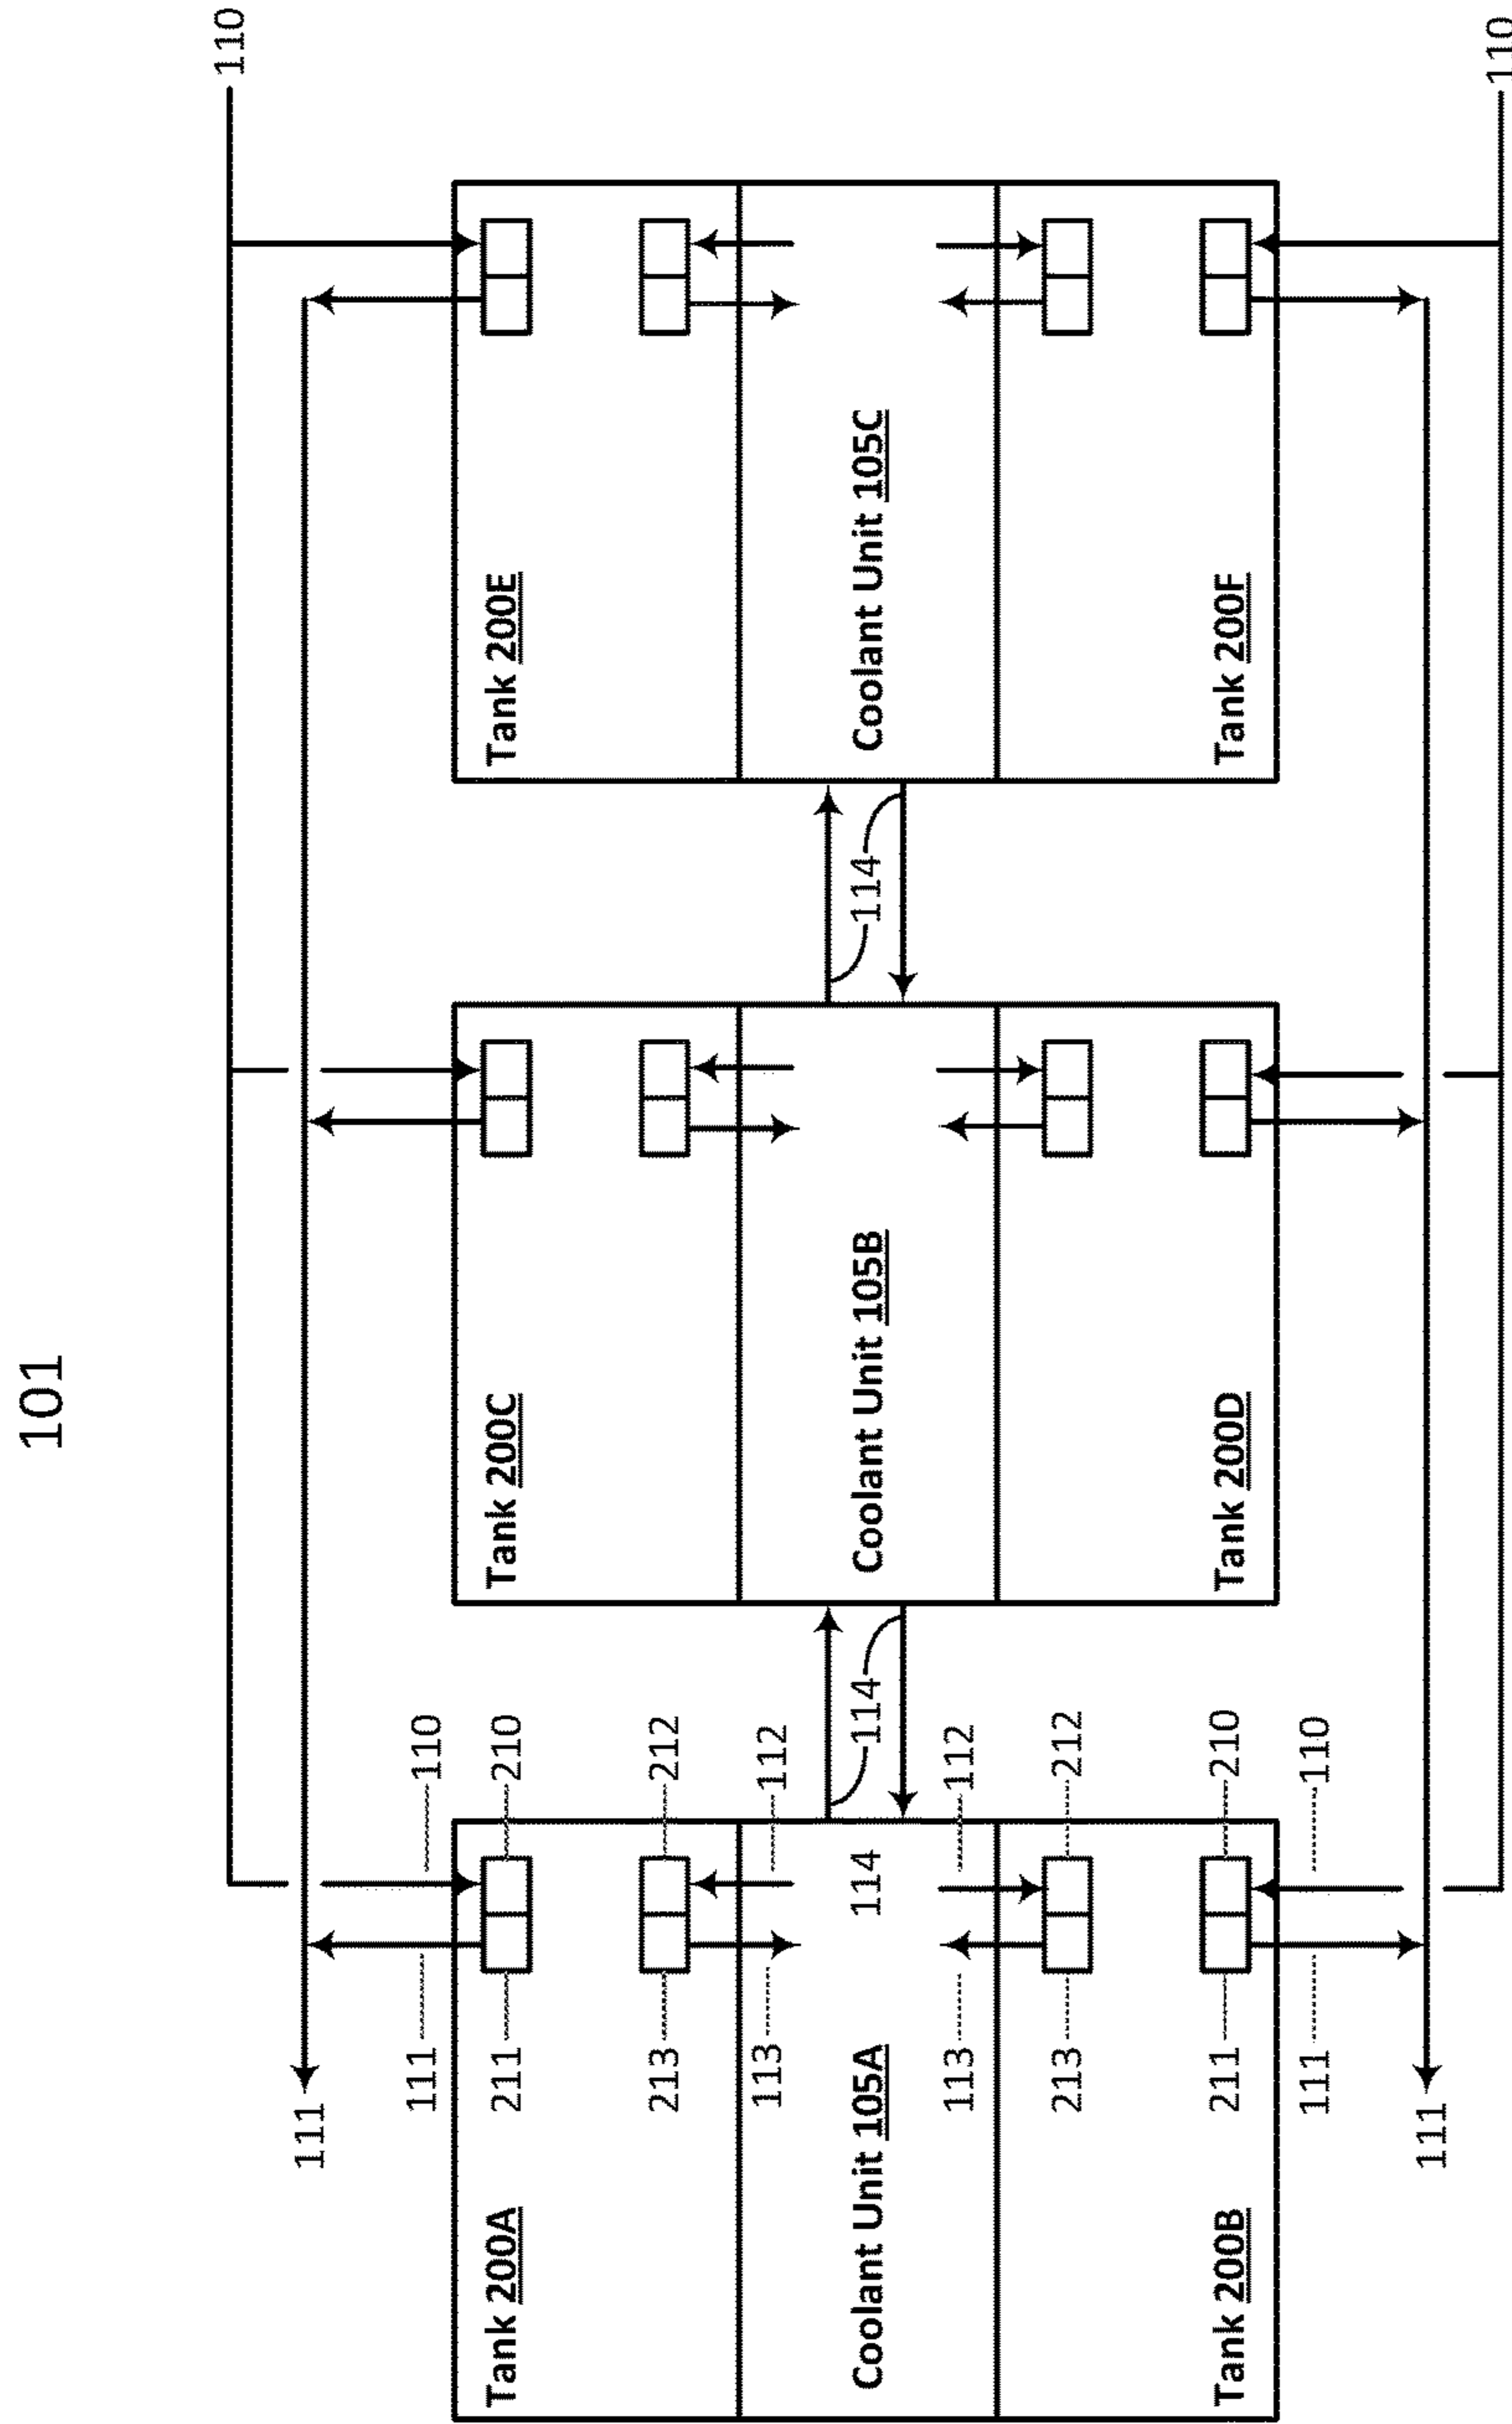 101
110
111
111
110
Tank 200A
211
210
Tank 200C
Tank 200E
213
212
113
112
Coolant Unit 105A
114
114
Coolant Unit 105B
114
Coolant Unit 105C
113
112
213
212
Tank 200B
211
210
Tank 200D
Tank 200F
111
110
111
110